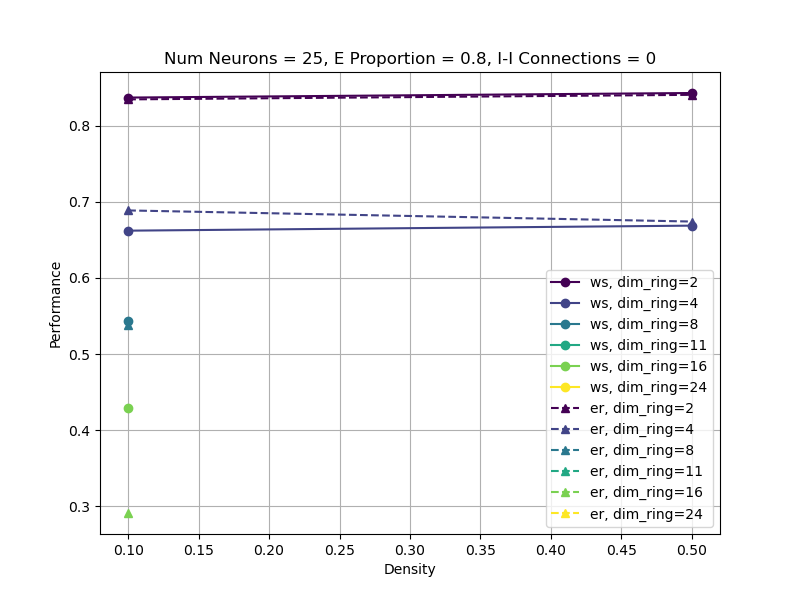 Num Neurons = 25, E Proportion = 0.8, I-I Connections = 0
Performance
0.8
0.7
0.6
0.5
0.4
0.3
ws, dim_ring=2
ws, dim_ring=4
ws, dim_ring=8
ws, dim_ring=11
ws, dim_ring=16
ws, dim_ring=24
er, dim_ring=2
er, dim_ring=4
er, dim_ring=8
er, dim_ring=11
er, dim_ring=16
er, dim_ring=24
0.10 0.15 0.20 0.25 0.30 0.35 0.40 0.45 0.50
Density